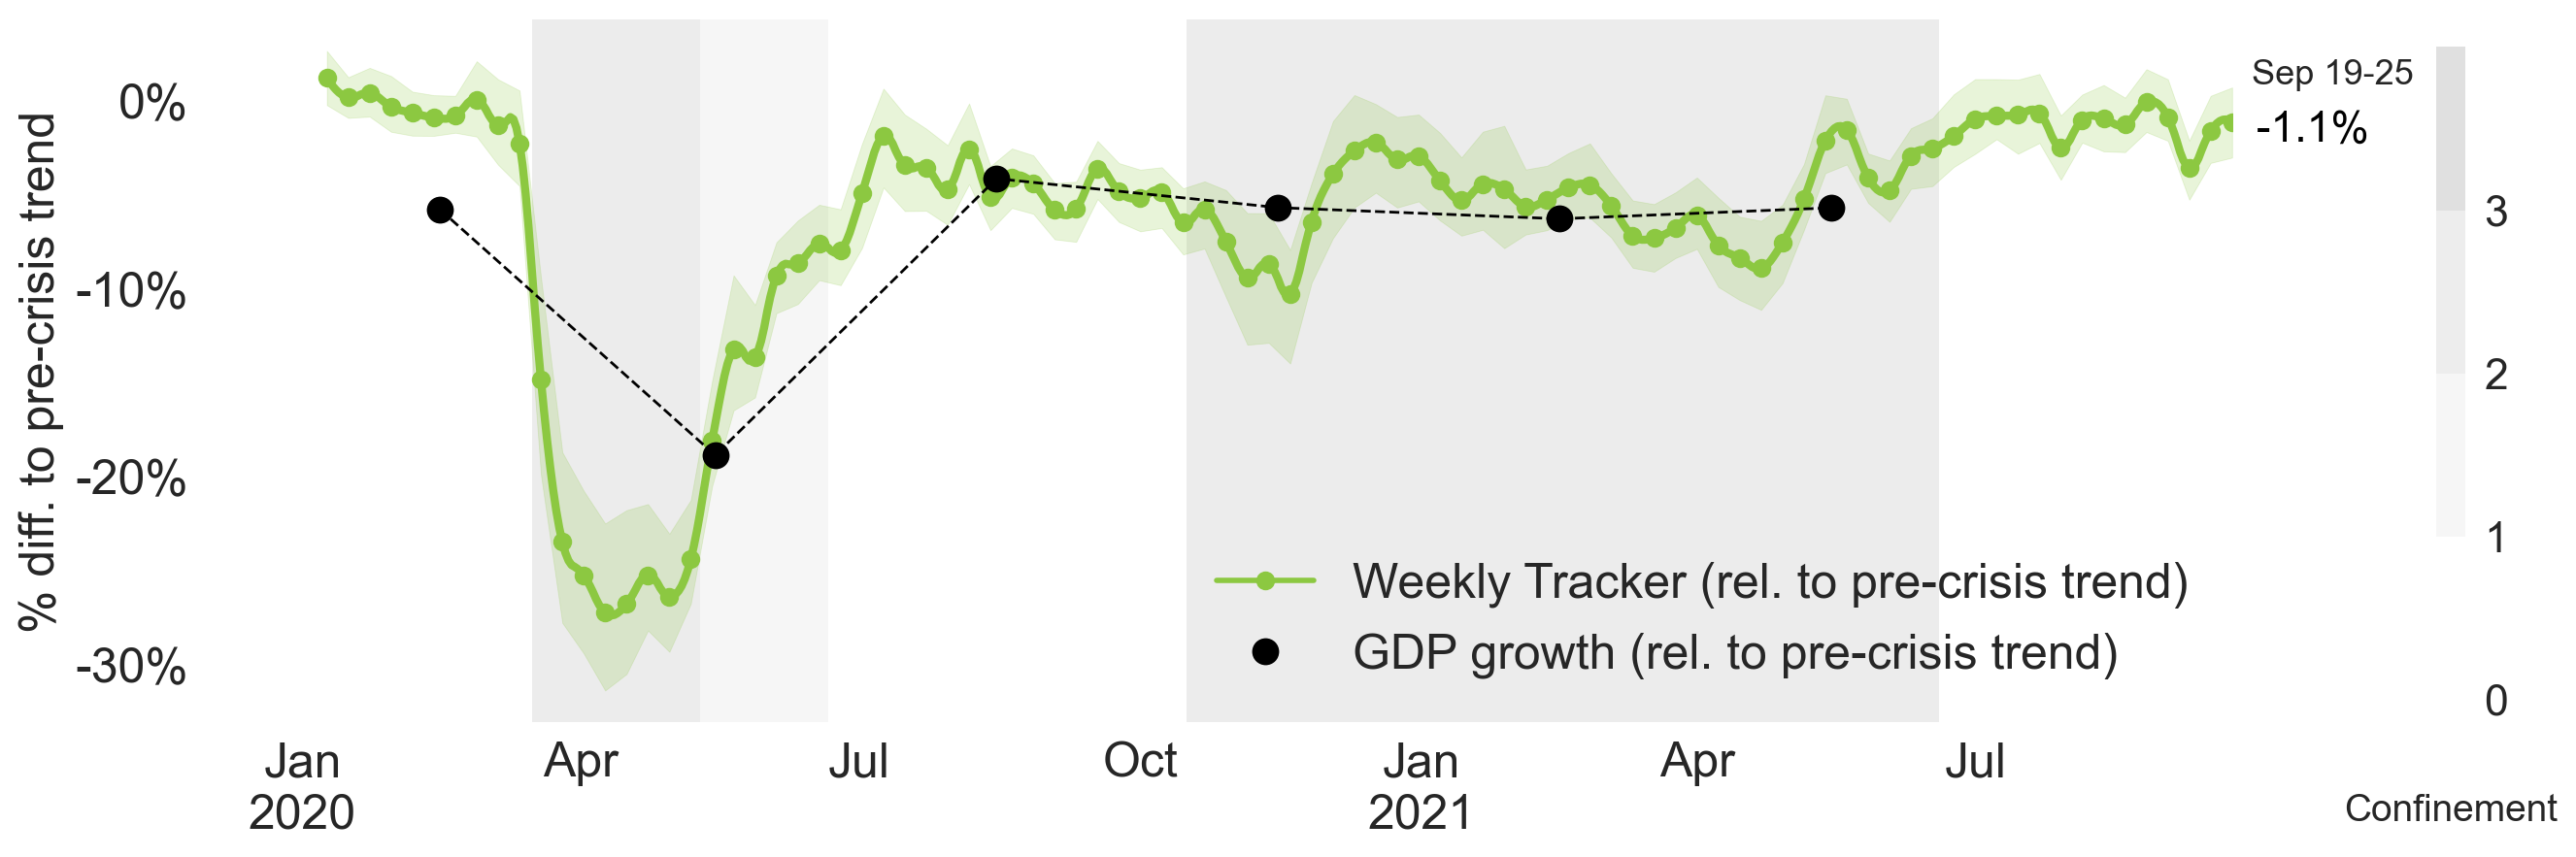 % diff. to pre-crisis trend
0%
-10%
-20%
-30%
Jan
2020
Apr
Jul
Oct
Jan
2021
Apr
Jul
Weekly Tracker (rel. to pre-crisis trend)
GDP growth (rel. to pre-crisis trend)
Sep 19-25
-1.1%
3
2
1
0
Confinement